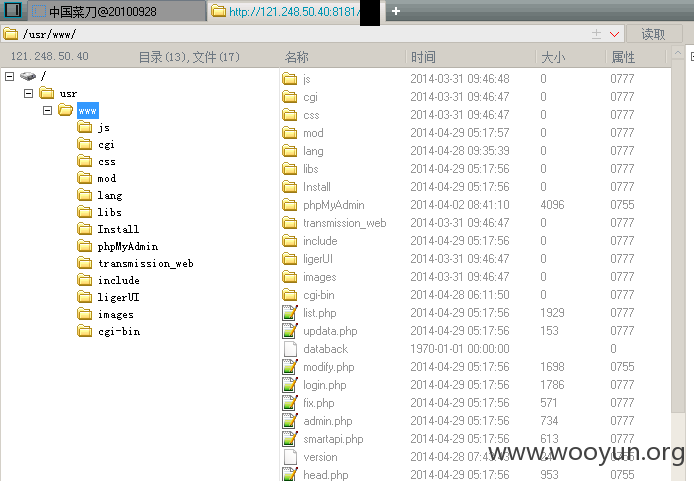 中国菜刀@20100928 http://121.248.50.40:8181/ +
/usr/www/ 读取
121.248.50.40 目录(13),文件(17) 名称 时间 大小 属性
/
usr
www
js
cgi
css
mod
lang
libs
Install
phpMyAdmin
transmission_web
include
ligerUI
images
cgi-bin
js 2014-03-31 09:46:48 0 0777
cgi 2014-03-31 09:46:47 0 0777
css 2014-03-31 09:46:47 0 0777
mod 2014-04-29 05:17:57 0 0777
lang 2014-04-28 09:35:39 0 0777
libs 2014-04-29 05:17:56 0 0777
Install 2014-04-29 05:17:56 0 0777
phpMyAdmin 2014-04-02 08:41:10 4096 0755
transmission_web 2014-03-31 09:46:47 0 0777
include 2014-04-29 05:17:56 0 0777
ligerUI 2014-03-31 09:46:47 0 0777
images 2014-03-31 09:46:47 0 0777
cgi-bin 2014-04-28 06:11:50 0 0777
list.php 2014-04-29 05:17:56 1929 0777
updata.php 2014-04-29 05:17:56 153 0777
databack 1970-01-01 00:00:00 0
modify.php 2014-04-29 05:17:56 1698 0755
login.php 2014-04-29 05:17:56 1786 0777
fix.php 2014-04-29 05:17:56 571 0777
admin.php 2014-04-29 05:17:56 734 0777
smartapi.php 2014-04-29 05:17:56 613 0777
version 2014-04-28 07:43:43 24 0755
head.php 2014-04-29 05:17:56 953 0777
www.wooyun.org